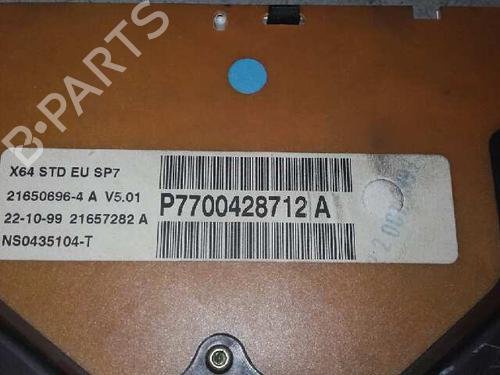 B-PARTS
X64 STD EU SP7
21650696-4 A V5.01
22-10-99 21657282 A
NS0435104-T
P7700428712 A